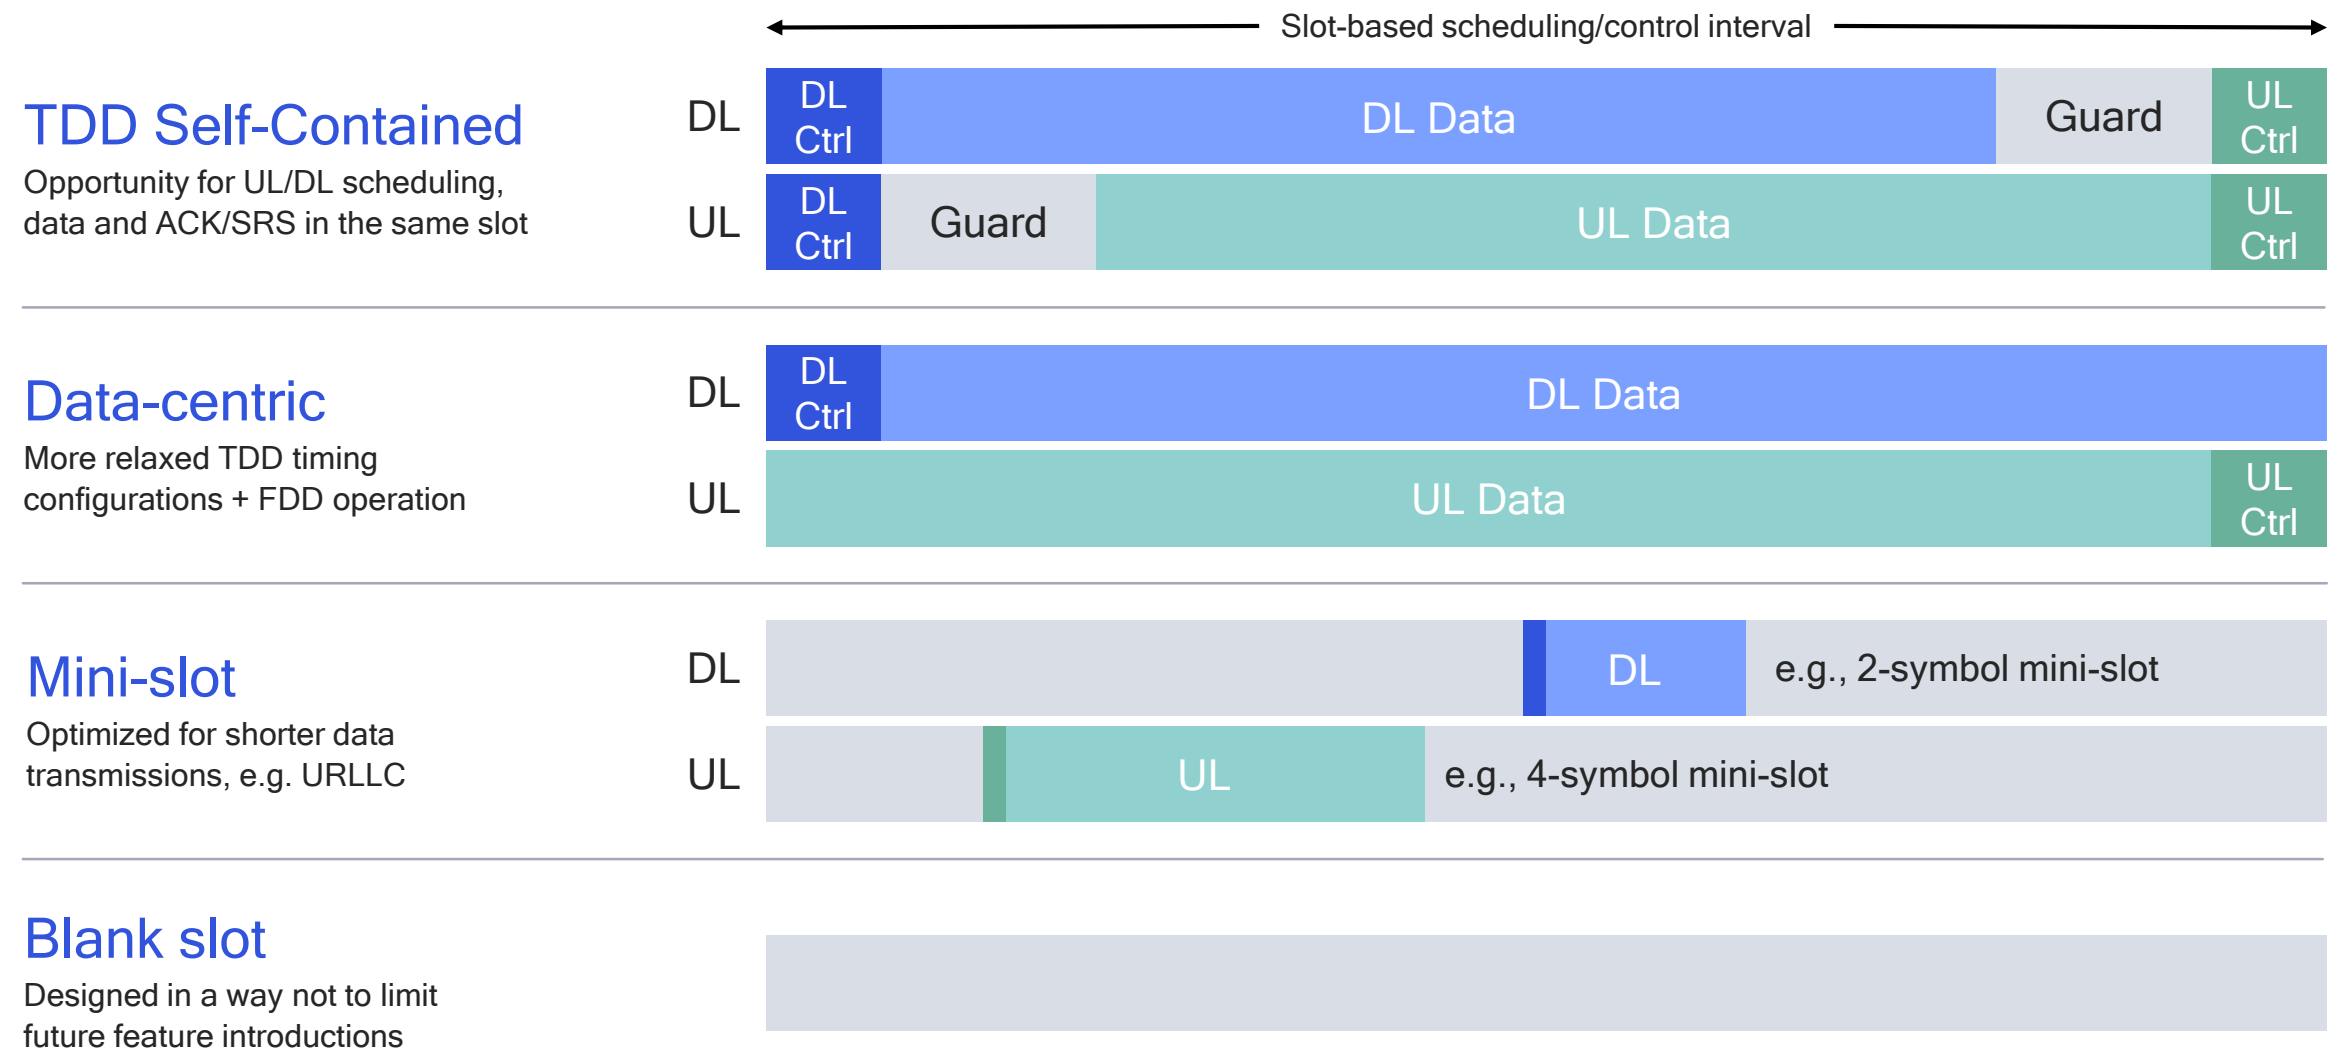 Slot-based scheduling/control interval
TDD Self-Contained
Opportunity for UL/DL scheduling,
data and ACK/SRS in the same slot
DL
DL
Ctrl
DL Data
Guard
UL
Ctrl
UL
DL
Ctrl
Guard
UL Data
UL
Ctrl
Data-centric
More relaxed TDD timing
configurations + FDD operation
DL
DL
Ctrl
DL Data
UL
UL Data
UL
Ctrl
Mini-slot
Optimized for shorter data
transmissions, e.g. URLLC
DL
DL
e.g., 2-symbol mini-slot
UL
UL
e.g., 4-symbol mini-slot
Blank slot
Designed in a way not to limit
future feature introductions